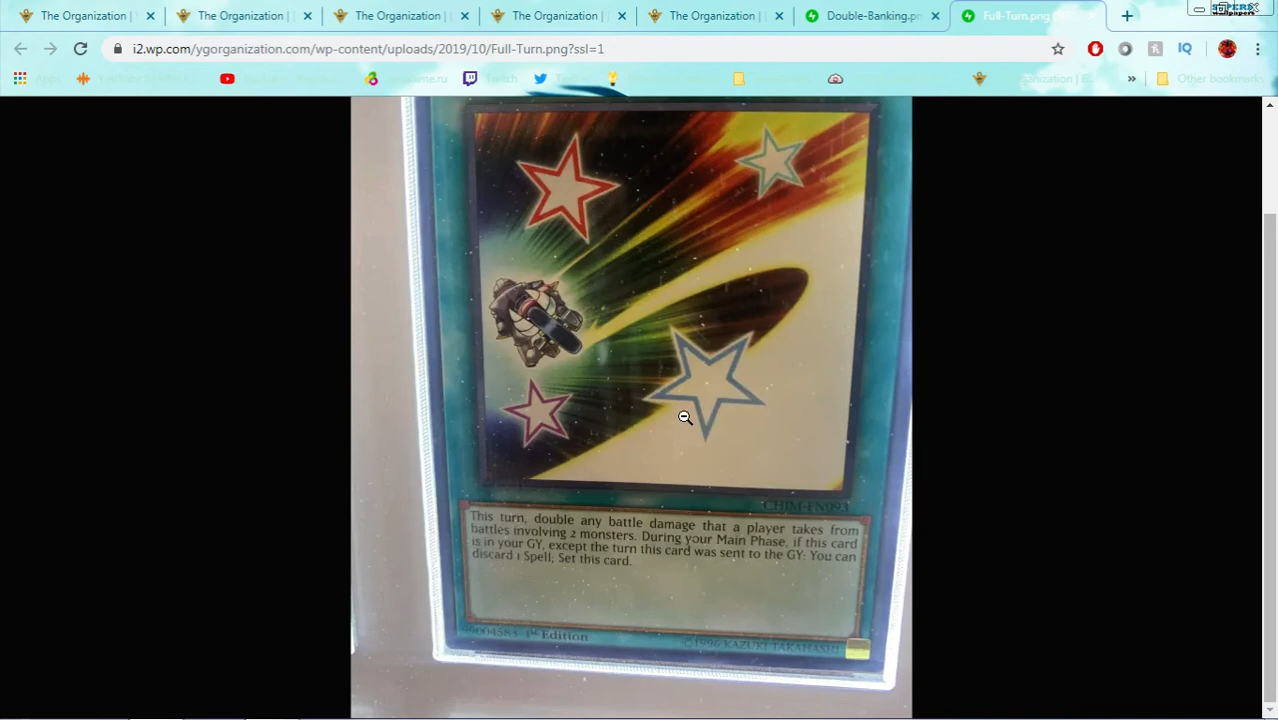 The Organization |
The Organization |
The Organization |
The Organization |
The Organization |
Double-Banking.pn
Full-Turn.png
i2.wp.com/ygorganization.com/wp-content/uploads/2019/10/Full-Turn.png?ssl=1
Apps
Twitch
Other bookmarks
CHIM-EN093
This turn, double any battle damage that a player takes from
battles involving 2 monsters. During your Main Phase, if this card
is in your GY, except the turn this card was sent to the GY: You can
discard 1 Spell; Set this card.
1st Edition
©1996 KAZUKI TAKAHASHI